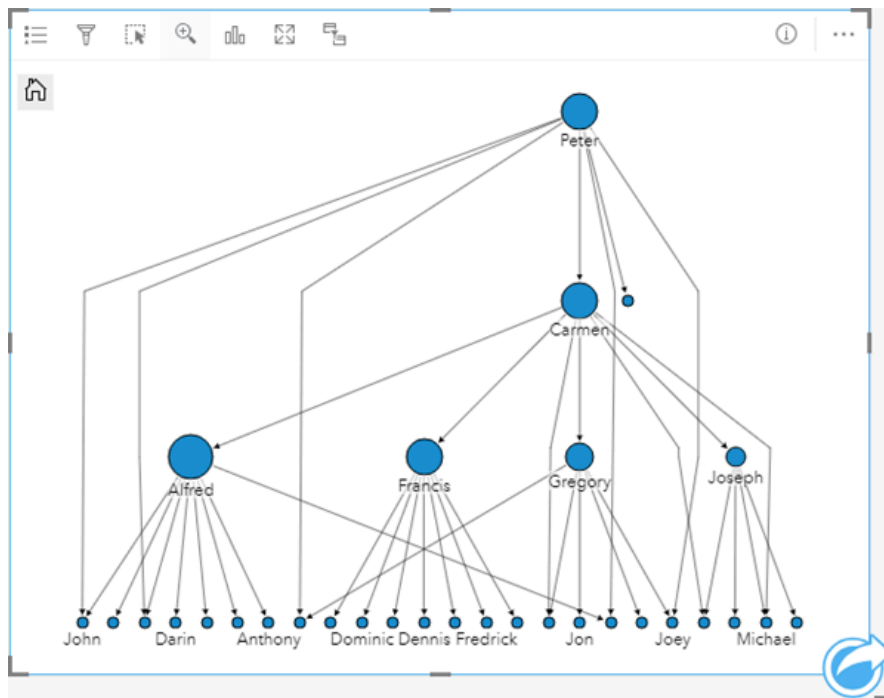 Peter
Carmen
Alfred
Francis
Gregory
Joseph
John Darin Anthony Dominic Dennis Fredrick Jon Joey Michael